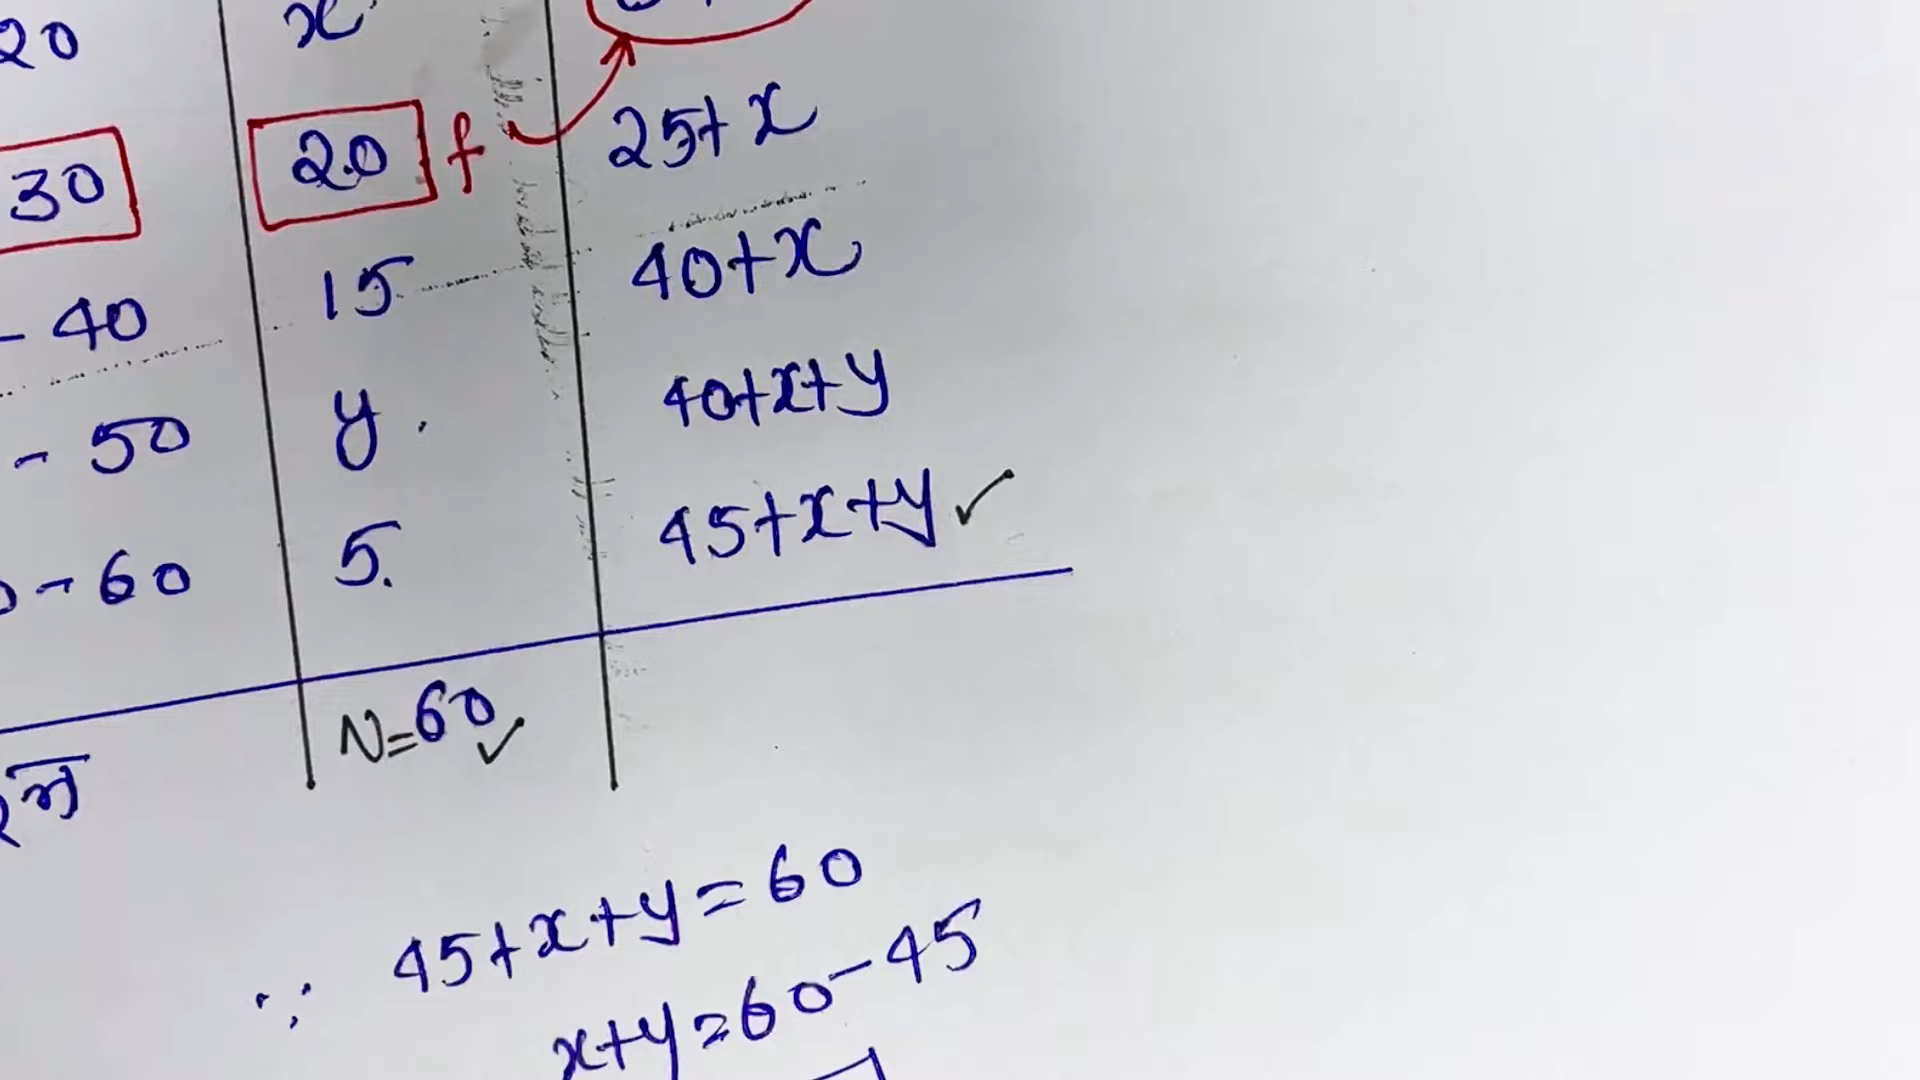 20 x
30 20 f 25+x
- 40 15 40+x
- 50 y 40+x+y
- 60 5 45+x+y ✓
N=60 ✓
∵ 45+x+y=60
x+y=60-45